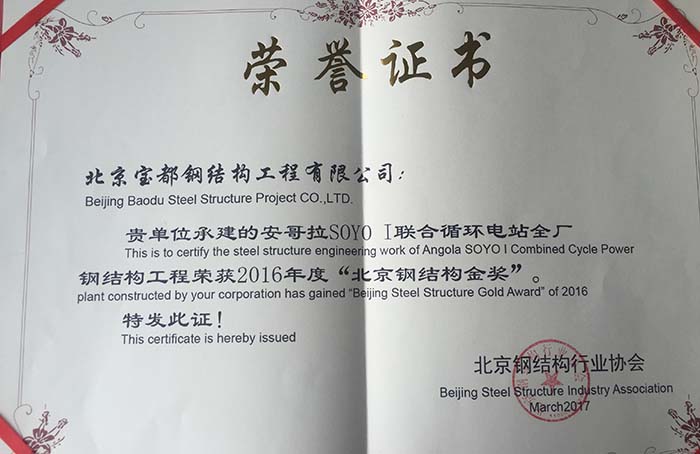 荣誉证书
北京宝都钢结构工程有限公司：
Beijing Baodu Steel Structure Project CO.,LTD.
贵单位承建的安哥拉SOYO I联合循环电站全厂
This is to certify the steel structure engineering work of Angola SOYO I Combined Cycle Power
钢结构工程荣获2016年度“北京钢结构金奖”。
plant constructed by your corporation has gained “Beijing Steel Structure Gold Award” of 2016
特发此证！
This certificate is hereby issued
北京钢结构行业协会
Beijing Steel Structure Industry Association
March2017